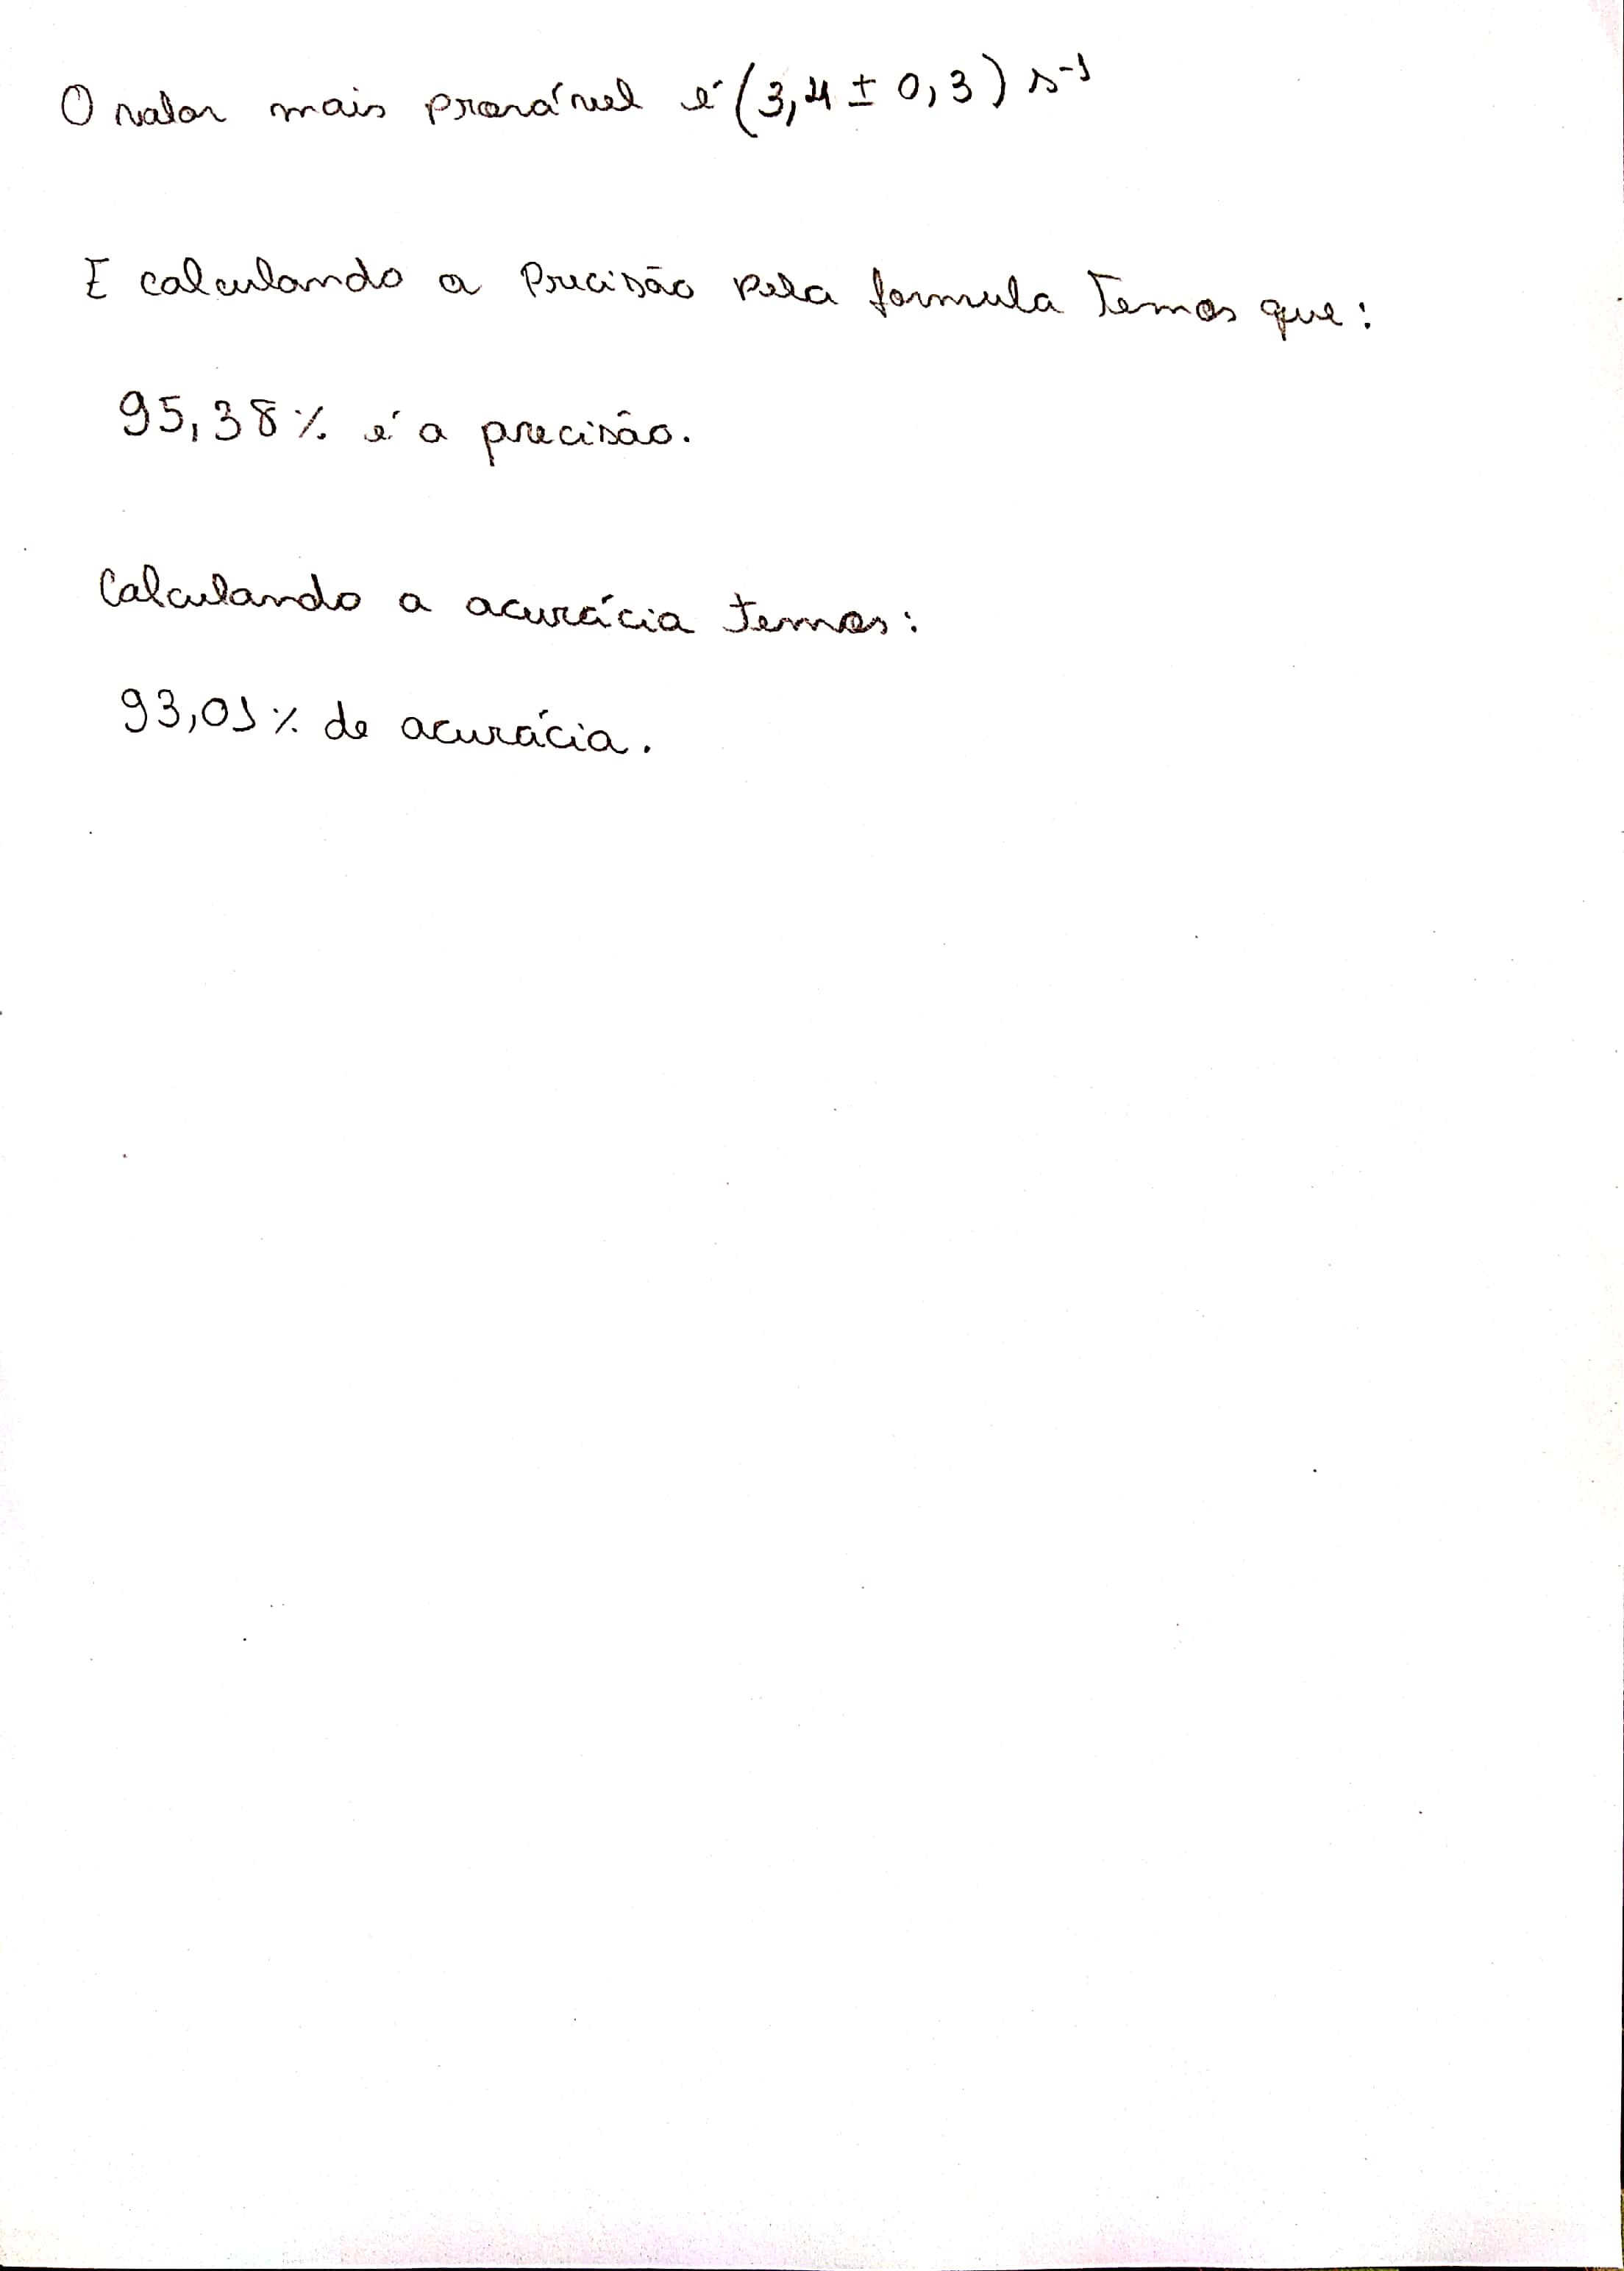 O valor mais provável é (3,4 ± 0,3) s⁻¹
E calculando a Precisão pela formula Temos que:
95,38% é a precisão.
Calculando a acurácia temos:
93,01% de acurácia.